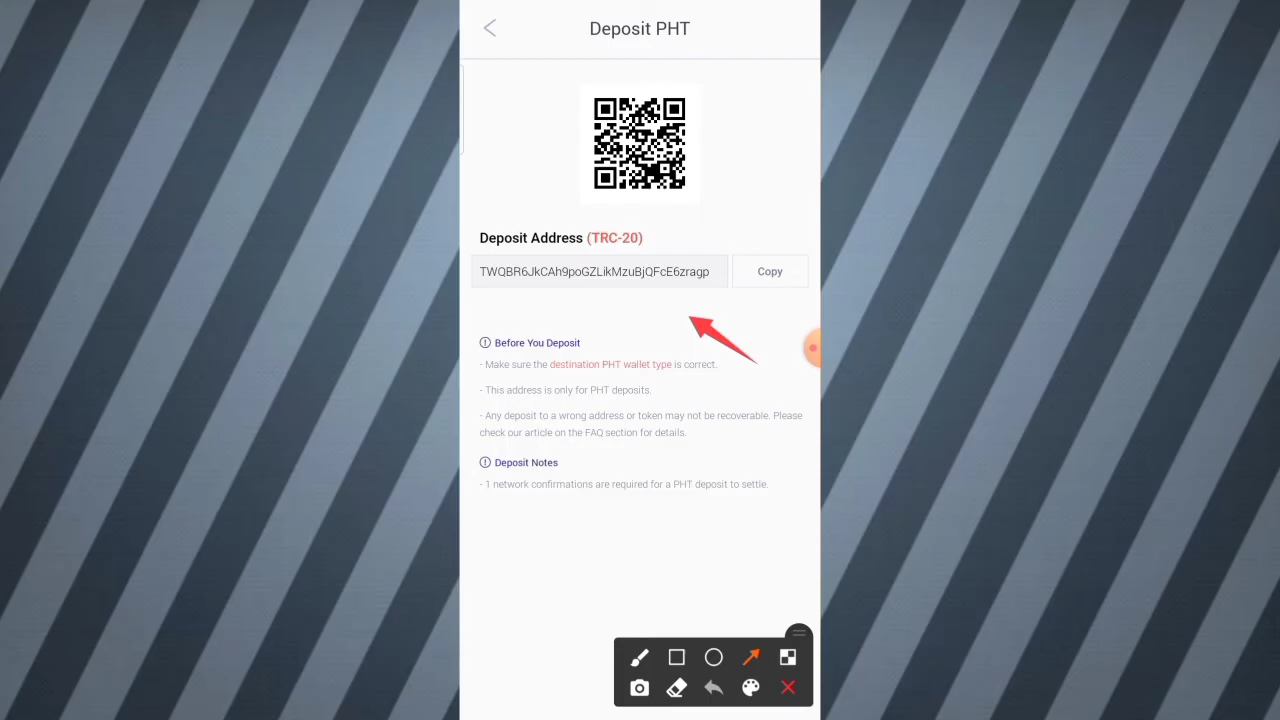 Deposit PHT
Deposit Address (TRC-20)
TWQBR6JkCAh9poGZLikMzuBjQFcE6zragp
Copy
Before You Deposit
- Make sure the destination PHT wallet type is correct.
- This address is only for PHT deposits.
- Any deposit to a wrong address or token may not be recoverable. Please
check our article on the FAQ section for details.
Deposit Notes
- 1 network confirmations are required for a PHT deposit to settle.